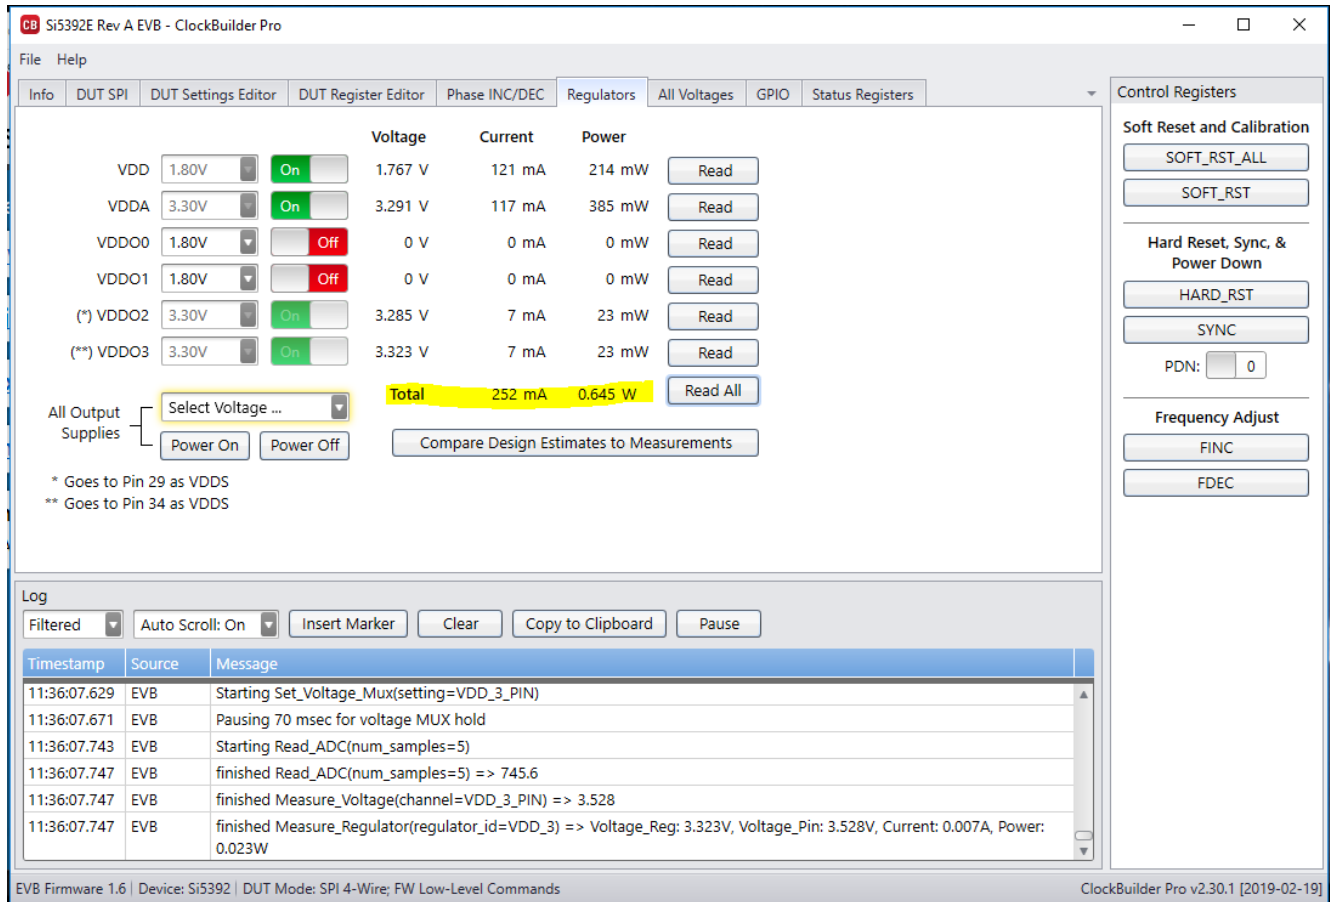 CB Si5392E Rev A EVB - ClockBuilder Pro
File Help
Info DUT SPI DUT Settings Editor DUT Register Editor Phase INC/DEC Regulators All Voltages GPIO Status Registers
Voltage Current Power
VDD 1.80V On 1.767 V 121 mA 214 mW Read
VDDA 3.30V On 3.291 V 117 mA 385 mW Read
VDDO0 1.80V Off 0 V 0 mA 0 mW Read
VDDO1 1.80V Off 0 V 0 mA 0 mW Read
(*) VDDO2 3.30V On 3.285 V 7 mA 23 mW Read
(**) VDDO3 3.30V On 3.323 V 7 mA 23 mW Read
Total 252 mA 0.645 W Read All
All Output Supplies Select Voltage ...
Power On Power Off Compare Design Estimates to Measurements
* Goes to Pin 29 as VDDS
** Goes to Pin 34 as VDDS
Control Registers
Soft Reset and Calibration
SOFT_RST_ALL
SOFT_RST
Hard Reset, Sync, &
Power Down
HARD_RST
SYNC
PDN: 0
Frequency Adjust
FINC
FDEC
Log
Filtered Auto Scroll: On Insert Marker Clear Copy to Clipboard Pause
Timestamp Source Message
11:36:07.629 EVB Starting Set_Voltage_Mux(setting=VDD_3_PIN)
11:36:07.671 EVB Pausing 70 msec for voltage MUX hold
11:36:07.743 EVB Starting Read_ADC(num_samples=5)
11:36:07.747 EVB finished Read_ADC(num_samples=5) => 745.6
11:36:07.747 EVB finished Measure_Voltage(channel=VDD_3_PIN) => 3.528
11:36:07.747 EVB finished Measure_Regulator(regulator_id=VDD_3) => Voltage_Reg: 3.323V, Voltage_Pin: 3.528V, Current: 0.007A, Power:
0.023W
EVB Firmware 1.6 Device: Si5392 DUT Mode: SPI 4-Wire; FW Low-Level Commands ClockBuilder Pro v2.30.1 [2019-02-19]